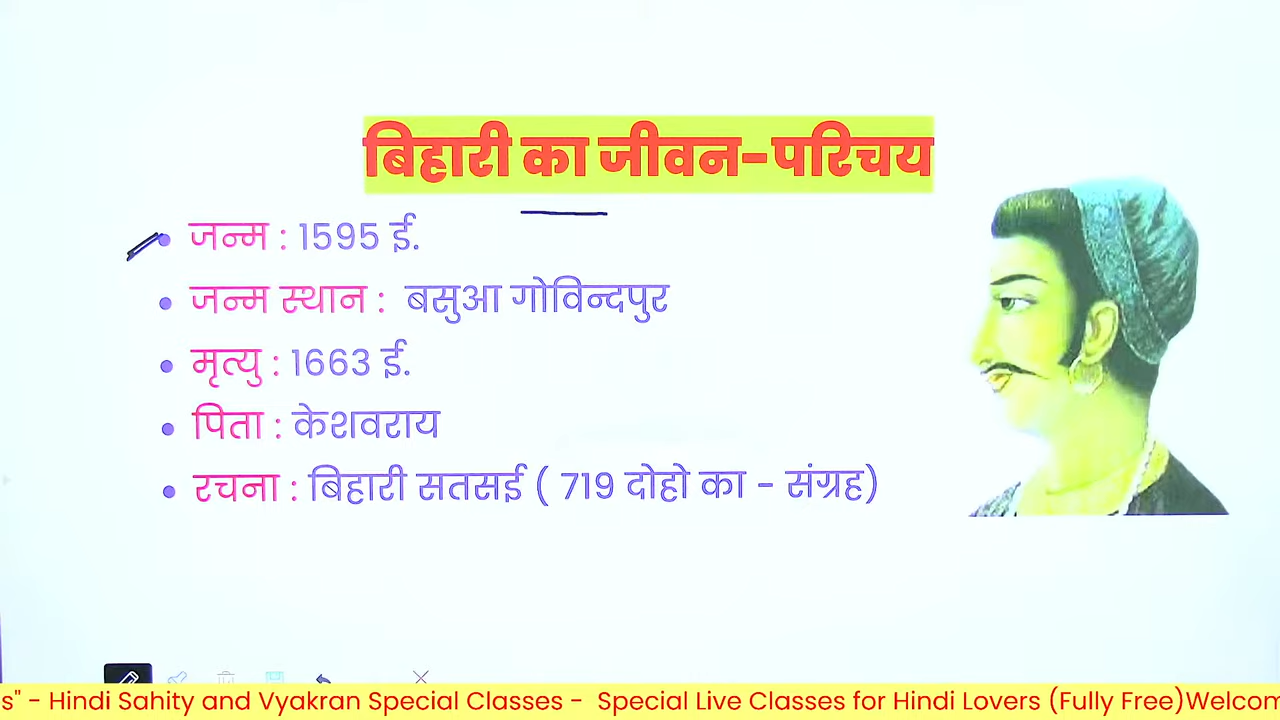 बिहारी का जीवन-परिचय
जन्म : 1595 ई.
जन्म स्थान : बसुआ गोविन्दपुर
मृत्यु : 1663 ई.
पिता : केशवराय
रचना : बिहारी सतसई ( 719 दोहो का - संग्रह)
s" - Hindi Sahity and Vyakran Special Classes - Special Live Classes for Hindi Lovers (Fully Free)Welcom